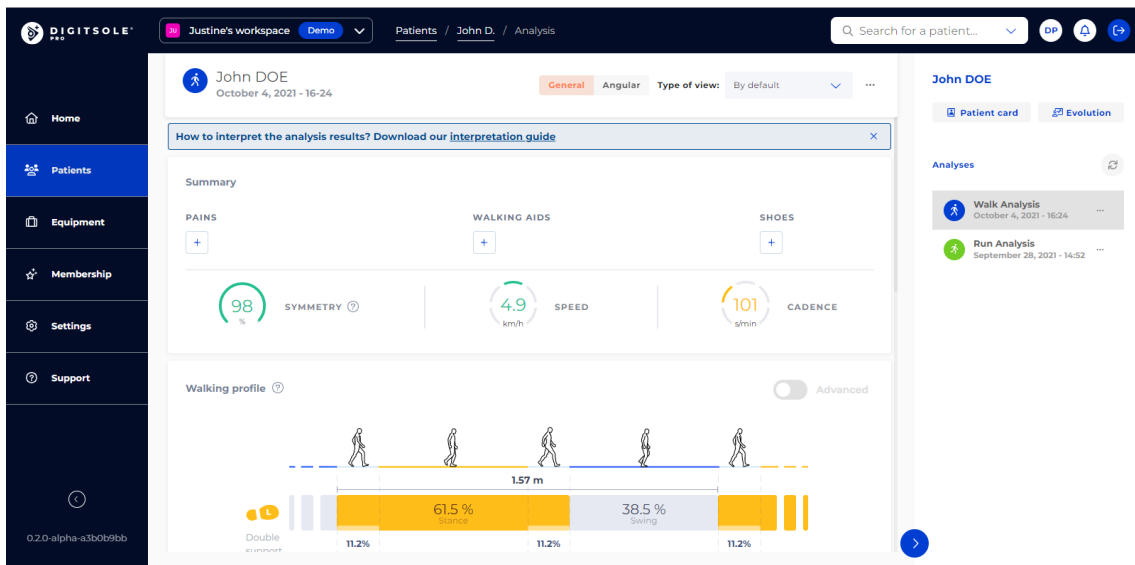 DIGITSOLE®
PRO
JU Justine's workspace Demo
Patients / John D. / Analysis
Search for a patient...
DP
Home
Patients
Equipment
Membership
Settings
Support
0.2.0-alpha-a3b0b9bb
John DOE
October 4, 2021 - 16-24
General Angular Type of view: By default ...
How to interpret the analysis results? Download our interpretation guide ×
Summary
PAINS WALKING AIDS SHOES
+ + +
98 % SYMMETRY ?
4.9 km/h SPEED
101 s/min CADENCE
Walking profile ? Advanced
1.57 m
L
61.5 % 38.5 %
Stance Swing
Double
support
11.2% 11.2% 11.2%
John DOE
Patient card Evolution
Analyses
Walk Analysis ...
October 4, 2021 - 16:24
Run Analysis ...
September 28, 2021 - 14:52